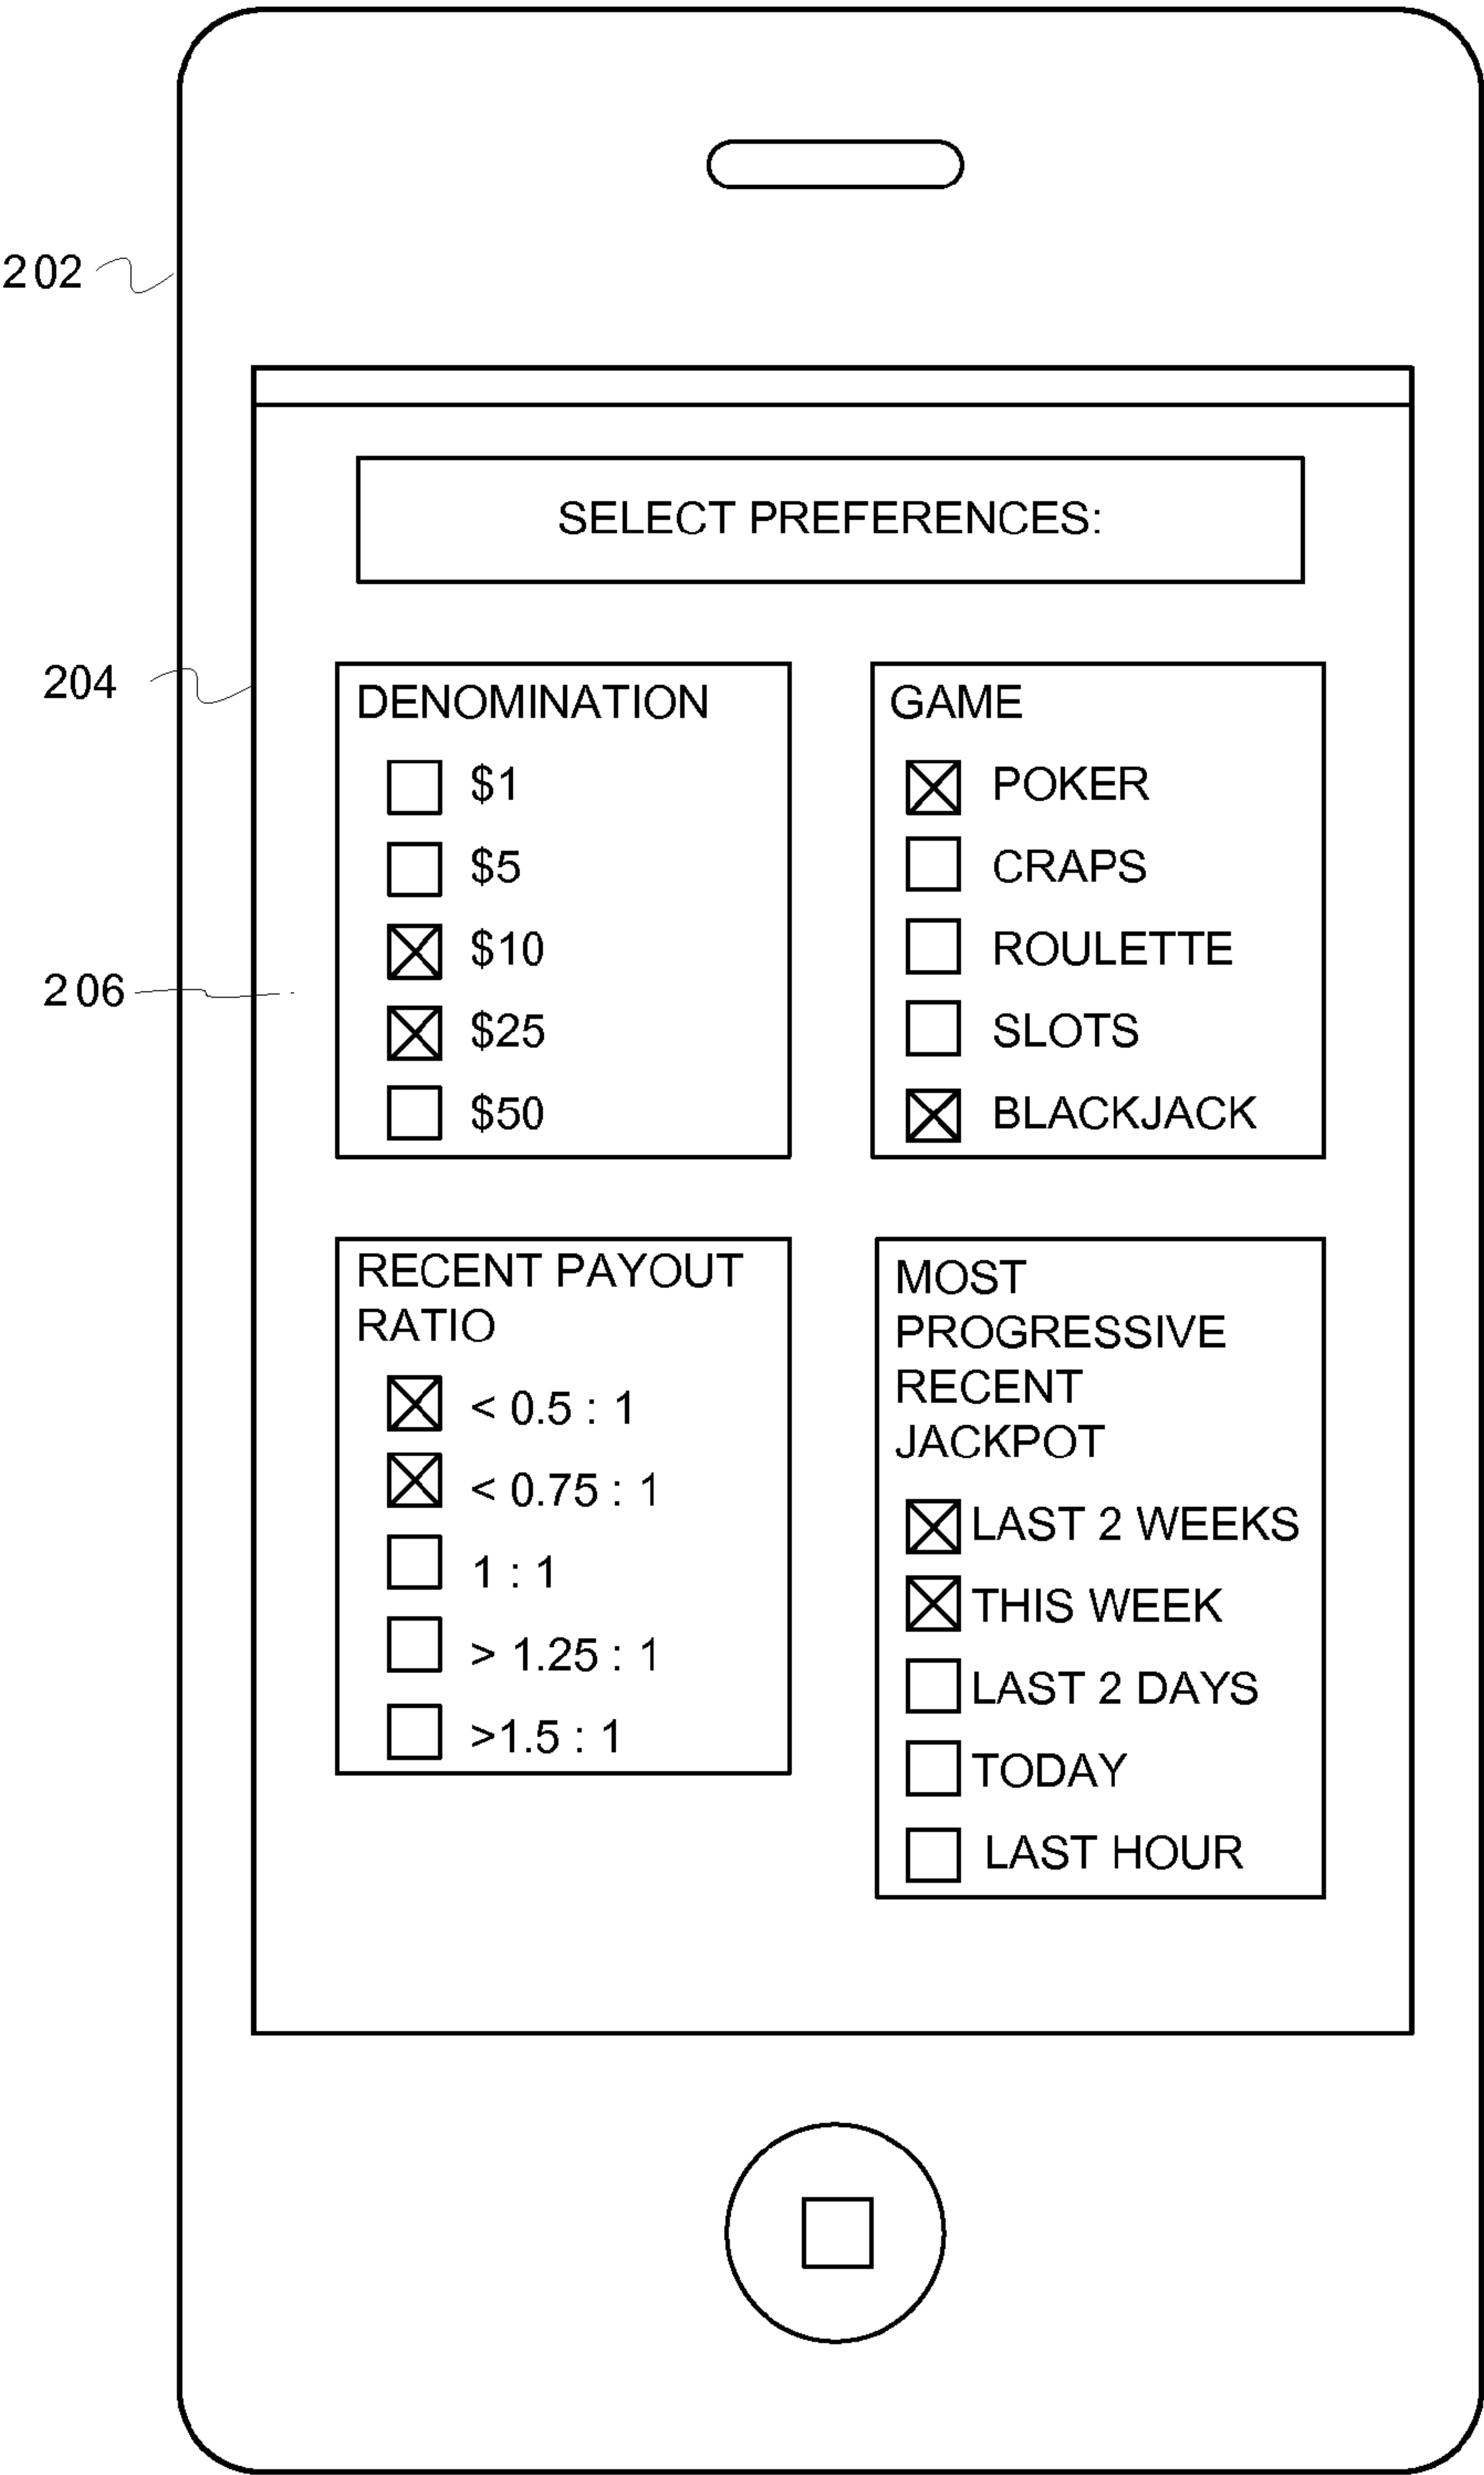 202
SELECT PREFERENCES:
204
DENOMINATION
$1
$5
$10
$25
$50
206
GAME
POKER
CRAPS
ROULETTE
SLOTS
BLACKJACK
RECENT PAYOUT
RATIO
< 0.5 : 1
< 0.75 : 1
1 : 1
> 1.25 : 1
>1.5 : 1
MOST
PROGRESSIVE
RECENT
JACKPOT
LAST 2 WEEKS
THIS WEEK
LAST 2 DAYS
TODAY
LAST HOUR